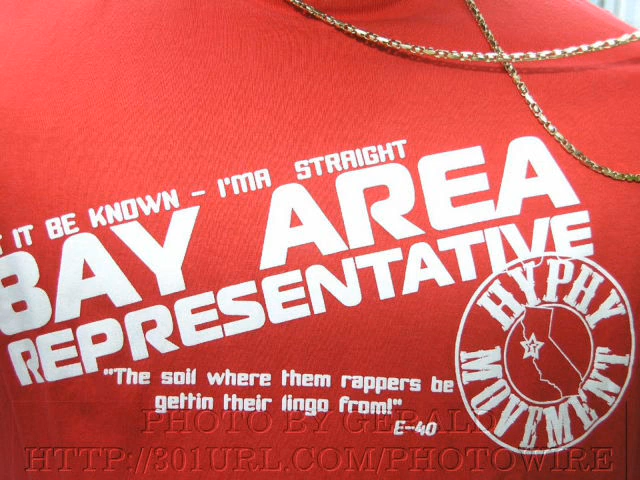 IT BE KNOWN - I'MA STRAIGHT
BAY AREA
REPRESENTATIVE
"The soil where them rappers be
gettin their lingo from!"
E-40
HYPHY
MOVEMENT
PHOTO BY GERALD
HTTP://301URL.COM/PHOTOWIRE